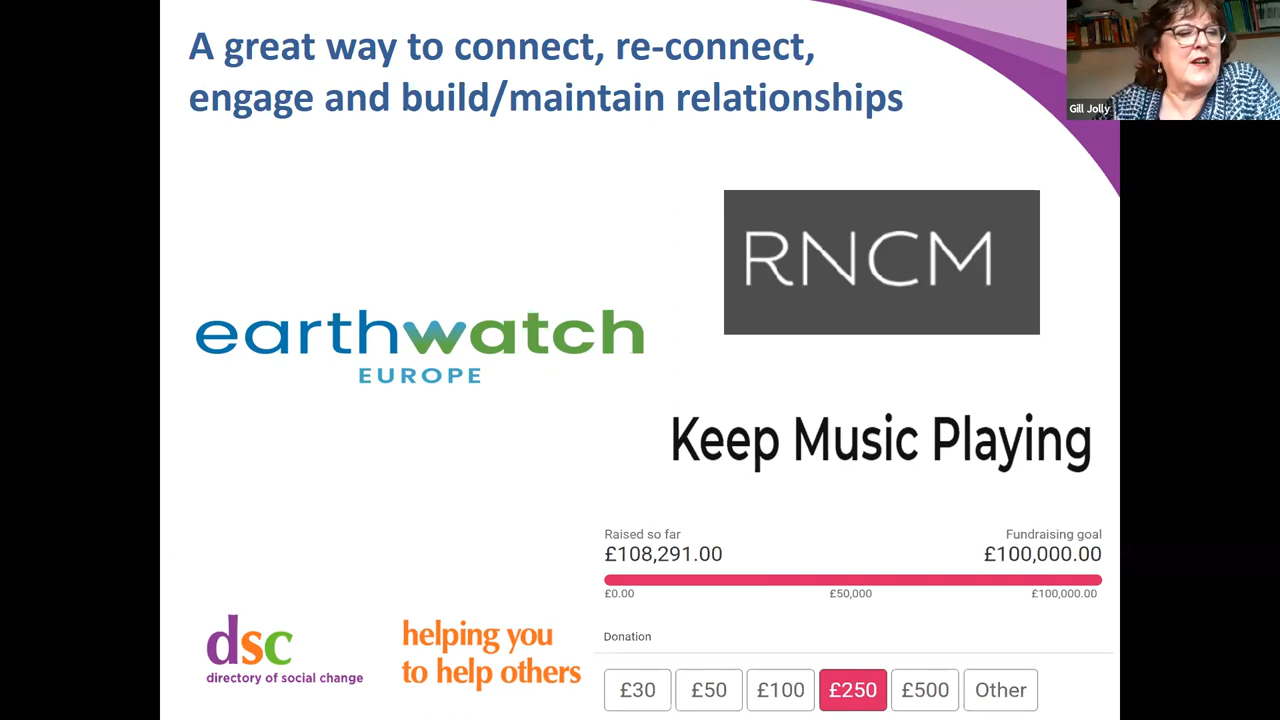 A great way to connect, re-connect,
engage and build/maintain relationships
Gill Jolly
RNCM
earthwatch
EUROPE
Keep Music Playing
Raised so far
Fundraising goal
£108,291.00
£100,000.00
£0.00
£50,000
£100,000.00
Donation
£30
£50
£100
£250
£500
Other
dsc
directory of social change
helping you
to help others